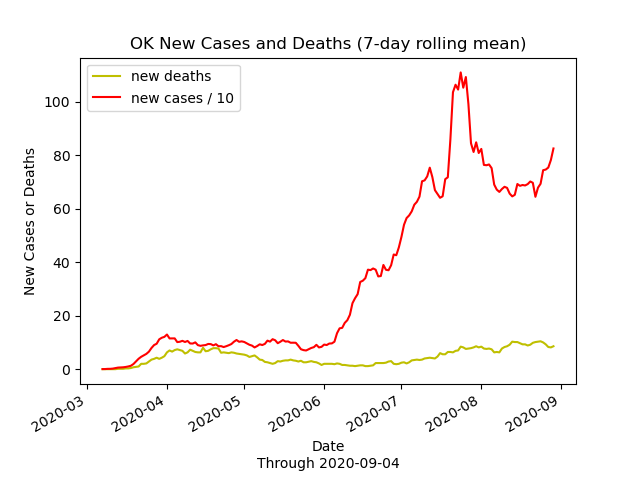 OK New Cases and Deaths (7-day rolling mean)
new deaths
new cases / 10
New Cases or Deaths
100
80
60
40
20
0
2020-03
2020-04
2020-05
2020-06
2020-07
2020-08
2020-09
Date
Through 2020-09-04